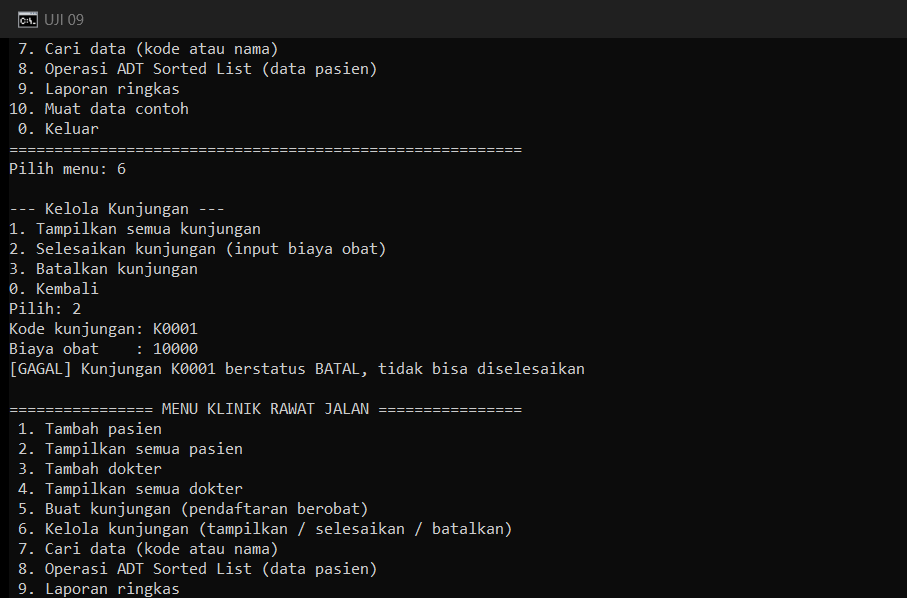 UJI 09
 7. Cari data (kode atau nama)
 8. Operasi ADT Sorted List (data pasien)
 9. Laporan ringkas
10. Muat data contoh
 0. Keluar
=========================================================
Pilih menu: 6

--- Kelola Kunjungan ---
1. Tampilkan semua kunjungan
2. Selesaikan kunjungan (input biaya obat)
3. Batalkan kunjungan
0. Kembali
Pilih: 2
Kode kunjungan: K0001
Biaya obat    : 10000
[GAGAL] Kunjungan K0001 berstatus BATAL, tidak bisa diselesaikan

================ MENU KLINIK RAWAT JALAN ================
 1. Tambah pasien
 2. Tampilkan semua pasien
 3. Tambah dokter
 4. Tampilkan semua dokter
 5. Buat kunjungan (pendaftaran berobat)
 6. Kelola kunjungan (tampilkan / selesaikan / batalkan)
 7. Cari data (kode atau nama)
 8. Operasi ADT Sorted List (data pasien)
 9. Laporan ringkas